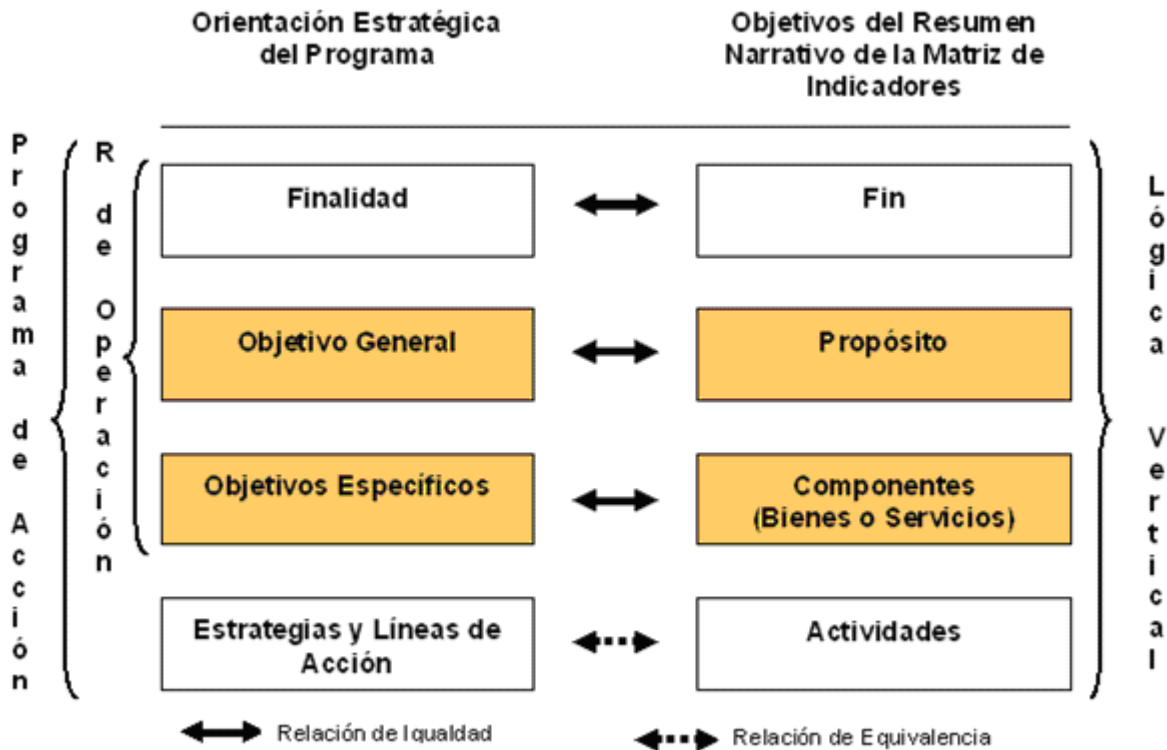 Orientación Estratégica
del Programa
Objetivos del Resumen
Narrativo de la Matriz de
Indicadores
Programa de Acción
R de Operación
Finalidad
Fin
Objetivo General
Propósito
Objetivos Específicos
Componentes
(Bienes o Servicios)
Estrategias y Líneas de
Acción
Actividades
Lógica Vertical
Relación de Igualdad
Relación de Equivalencia